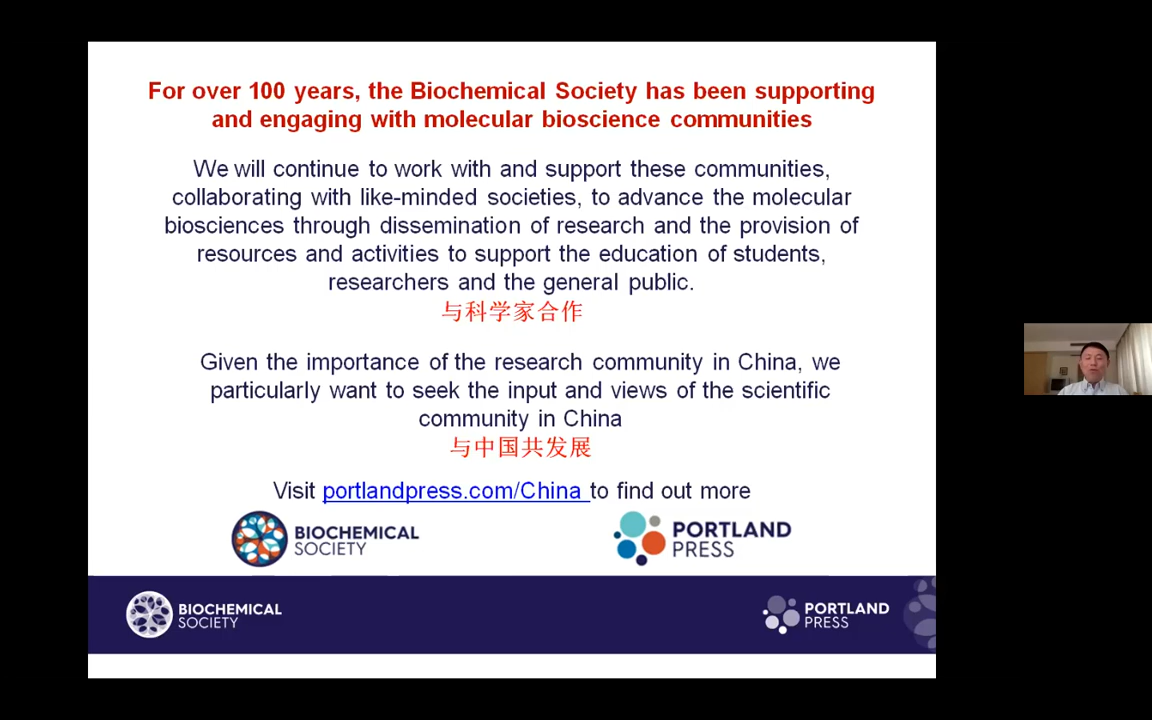 For over 100 years, the Biochemical Society has been supporting
and engaging with molecular bioscience communities
We will continue to work with and support these communities,
collaborating with like-minded societies, to advance the molecular
biosciences through dissemination of research and the provision of
resources and activities to support the education of students,
researchers and the general public.
与科学家合作
Given the importance of the research community in China, we
particularly want to seek the input and views of the scientific
community in China
与中国共发展
Visit portlandpress.com/China to find out more
BIOCHEMICAL
SOCIETY
PORTLAND
PRESS
BIOCHEMICAL
SOCIETY
PORTLAND
PRESS